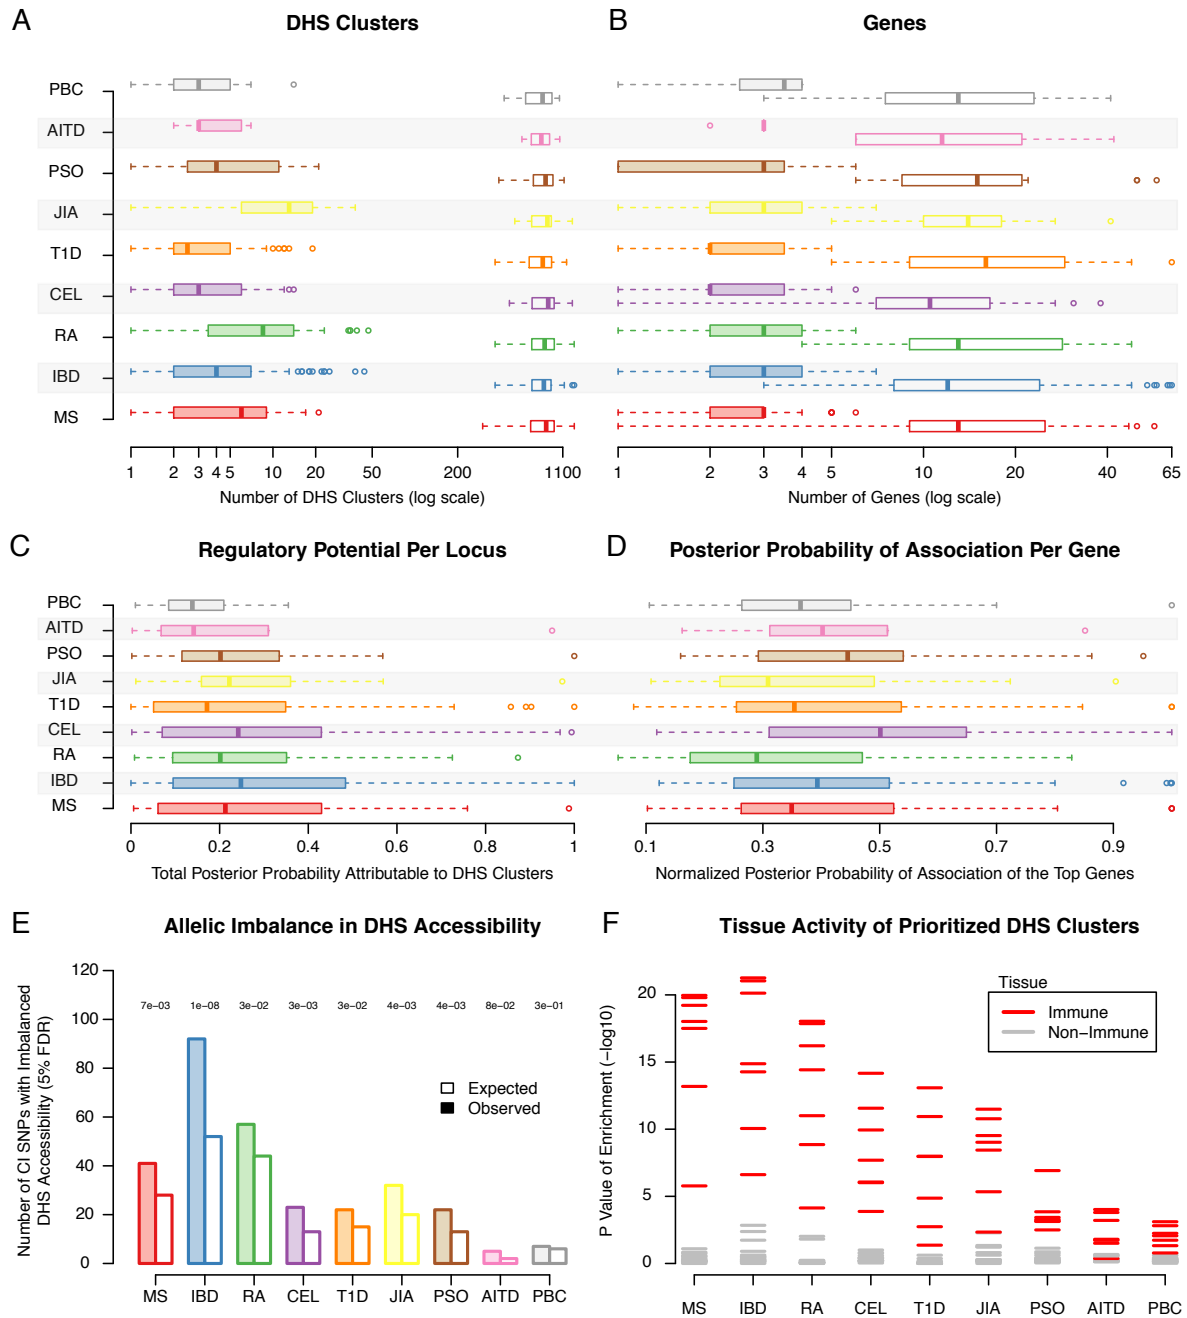 A
DHS Clusters
PBC
AITD
PSO
JIA
T1D
CEL
RA
IBD
MS
1 2 3 4 5 10 20 50 200 1100
Number of DHS Clusters (log scale)
B
Genes
1 2 3 4 5 10 20 40 65
Number of Genes (log scale)
C
Regulatory Potential Per Locus
PBC
AITD
PSO
JIA
T1D
CEL
RA
IBD
MS
0 0.2 0.4 0.6 0.8 1
Total Posterior Probability Attributable to DHS Clusters
D
Posterior Probability of Association Per Gene
0.1 0.3 0.5 0.7 0.9
Normalized Posterior Probability of Association of the Top Genes
E
Allelic Imbalance in DHS Accessibility
Number of CI SNPs with Imbalanced
DHS Accessibility (5% FDR)
120
100
80
60
40
20
0
7e−03 1e−08 3e−02 3e−03 3e−02 4e−03 4e−03 8e−02 3e−01
Expected
Observed
MS IBD RA CEL T1D JIA PSO AITD PBC
F
Tissue Activity of Prioritized DHS Clusters
P Value of Enrichment (−log10)
20
15
10
5
0
Tissue
Immune
Non−Immune
MS IBD RA CEL T1D JIA PSO AITD PBC